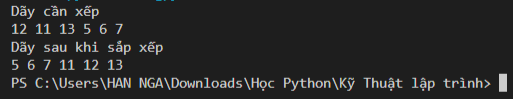 Dãy cần xếp
12 11 13 5 6 7
Dãy sau khi sắp xếp
5 6 7 11 12 13
PS C:\Users\HAN NGA\Downloads\Học Python\Kỹ Thuật lập trình>